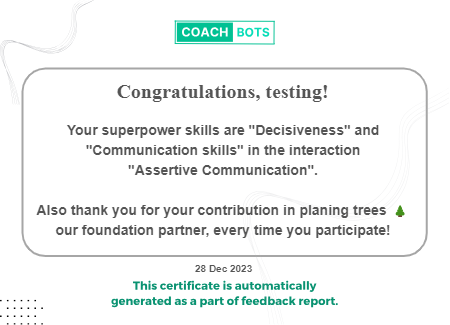 COACH BOTS
Congratulations, testing!
Your superpower skills are "Decisiveness" and
"Communication skills" in the interaction
"Assertive Communication".
Also thank you for your contribution in planing trees 🌲
our foundation partner, every time you participate!
28 Dec 2023
This certificate is automatically
generated as a part of feedback report.